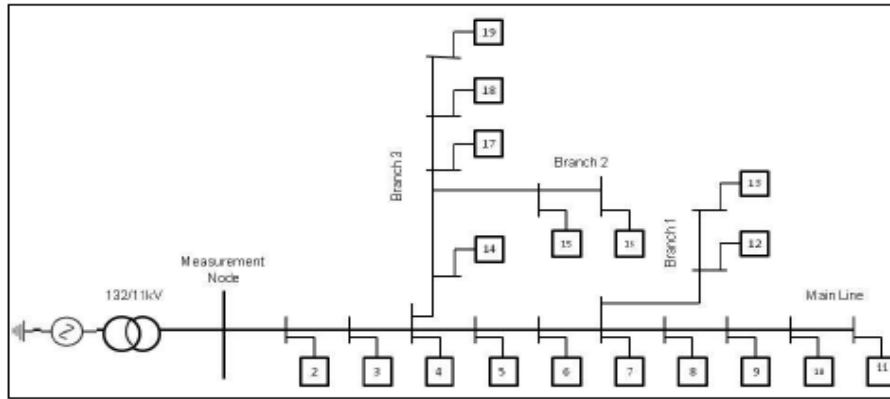 19
18
17
Branch 3
Branch 2
15
16
Branch 1
13
12
14
Measurement
Node
132/11kV
Main Line
2
3
4
5
6
7
8
9
10
11